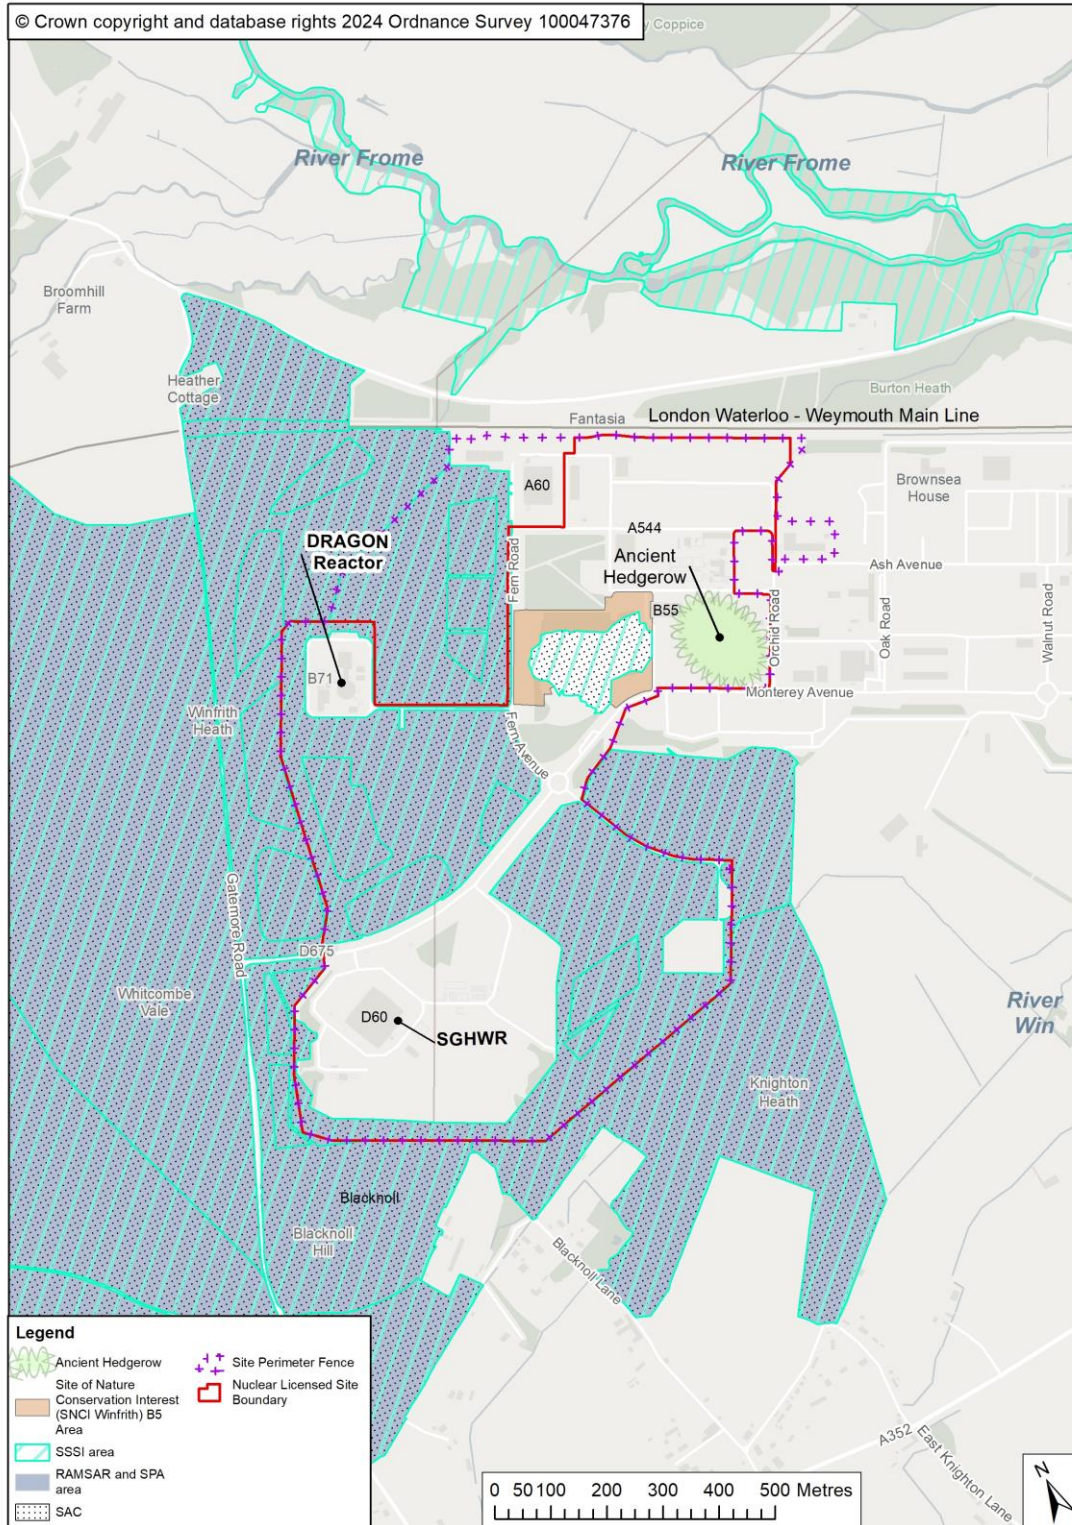 © Crown copyright and database rights 2024 Ordnance Survey 100047376
Coppice
River Frome
River Frome
Broomhill
Farm
Heather
Cottage
Burton Heath
Fantasia
London Waterloo - Weymouth Main Line
A60
Brownsea
House
A544
DRAGON
Reactor
Ancient
Hedgerow
Ash Avenue
Fern Road
B55
Orchid Road
Oak Road
Walnut Road
B71
Monterey Avenue
Winfrith
Heath
Fern Avenue
Gatemore Road
D675
Whitcombe
Vale
D60
SGHWR
River
Win
Knighton
Heath
Blacknoll
Blacknoll
Hill
Blacknoll Lane
A352
East Knighton Lane
Legend
Ancient Hedgerow
Site of Nature
Conservation Interest
(SNCI Winfrith) B5
Area
SSSI area
RAMSAR and SPA
area
SAC
Site Perimeter Fence
Nuclear Licensed Site
Boundary
0 50 100 200 300 400 500 Metres
N